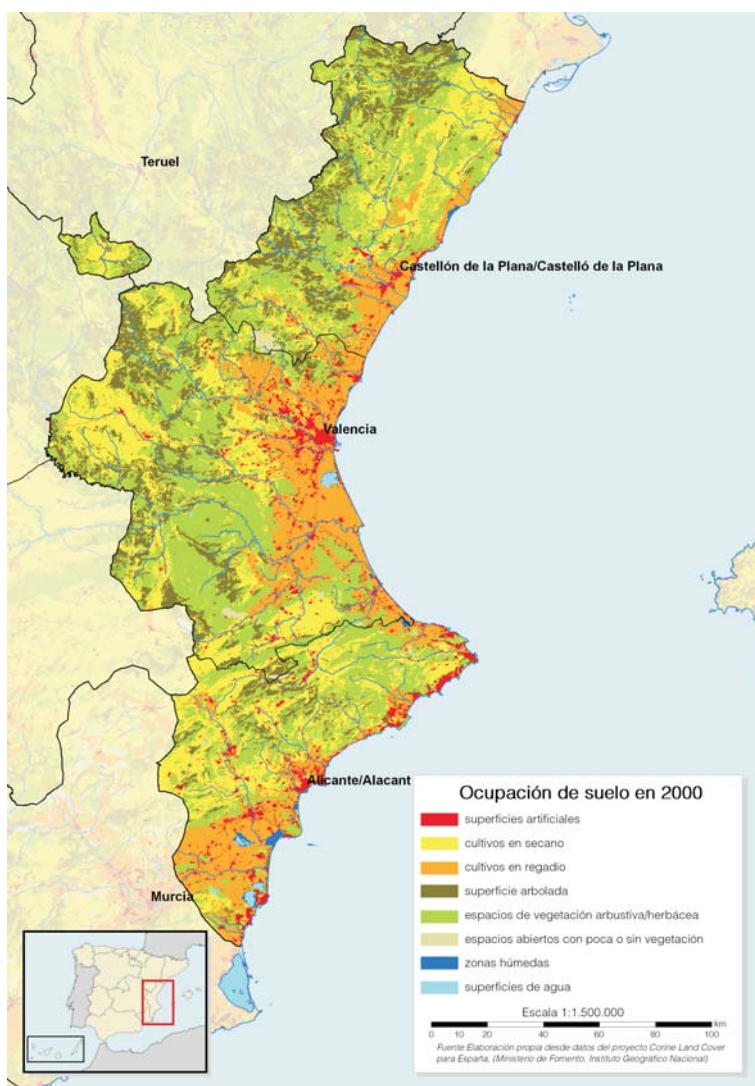 Teruel
Castellón de la Plana/Castelló de la Plana
Valencia
Alicante/Alacant
Murcia
Ocupación de suelo en 2000
superficies artificiales
cultivos en secano
cultivos en regadio
superficie arbolada
espacios de vegetación arbustiva/herbácea
espacios abiertos con poca o sin vegetación
zonas húmedas
superficies de agua
Escala 1:1.500.000
km
0 10 20 40 60 80 100
Fuente:Elaboración propia desde datos del proyecto Corine Land Cover
para España, (Ministerio de Fomento, Instituto Geográfico Nacional)